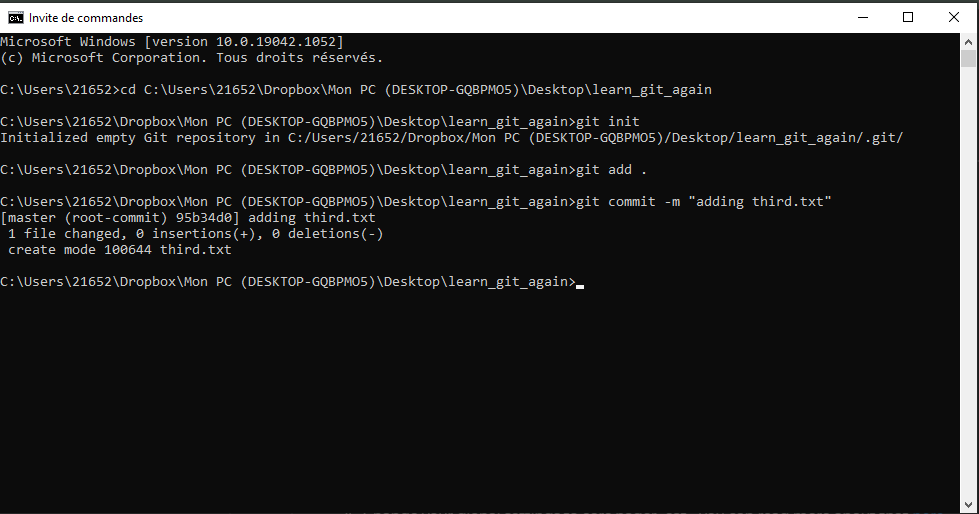 Invite de commandes
Microsoft Windows [version 10.0.19042.1052]
(c) Microsoft Corporation. Tous droits réservés.
C:\Users\21652>cd C:\Users\21652\Dropbox\Mon PC (DESKTOP-GQBPMO5)\Desktop\learn_git_again
C:\Users\21652\Dropbox\Mon PC (DESKTOP-GQBPMO5)\Desktop\learn_git_again>git init
Initialized empty Git repository in C:/Users/21652/Dropbox/Mon PC (DESKTOP-GQBPMO5)/Desktop/learn_git_again/.git/
C:\Users\21652\Dropbox\Mon PC (DESKTOP-GQBPMO5)\Desktop\learn_git_again>git add .
C:\Users\21652\Dropbox\Mon PC (DESKTOP-GQBPMO5)\Desktop\learn_git_again>git commit -m "adding third.txt"
[master (root-commit) 95b34d0] adding third.txt
 1 file changed, 0 insertions(+), 0 deletions(-)
 create mode 100644 third.txt
C:\Users\21652\Dropbox\Mon PC (DESKTOP-GQBPMO5)\Desktop\learn_git_again>